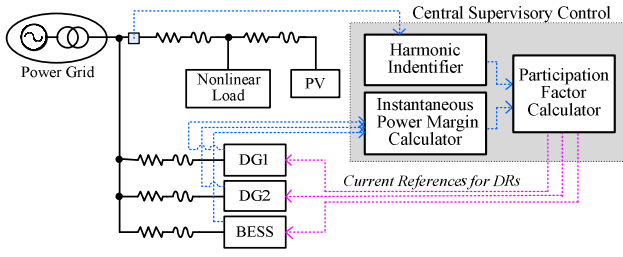 Central Supervisory Control
Power Grid
Harmonic
Indentifier
Participation
Factor
Calculator
Nonlinear
Load
PV
Instantaneous
Power Margin
Calculator
DG1
Current References for DRs
DG2
BESS